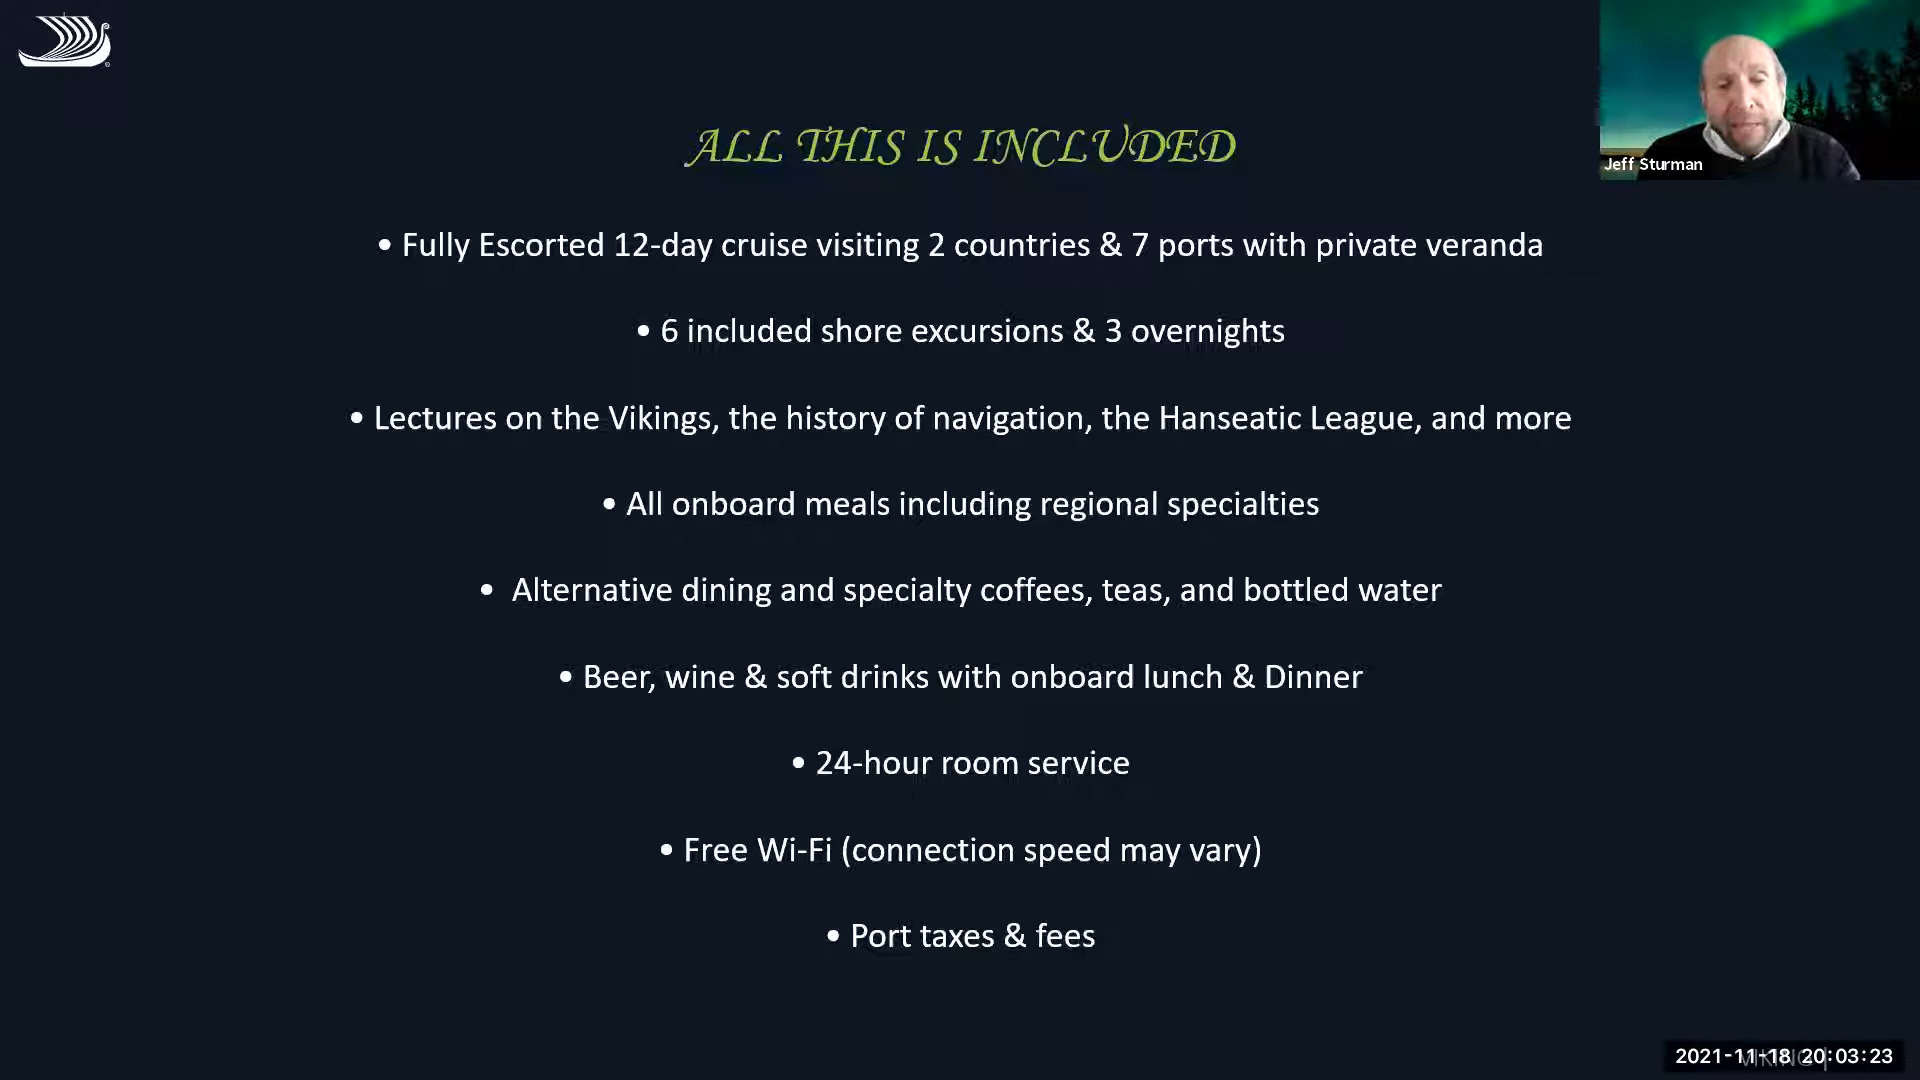 ALL THIS IS INCLUDED
Jeff Sturman
• Fully Escorted 12-day cruise visiting 2 countries & 7 ports with private veranda
• 6 included shore excursions & 3 overnights
• Lectures on the Vikings, the history of navigation, the Hanseatic League, and more
• All onboard meals including regional specialties
• Alternative dining and specialty coffees, teas, and bottled water
• Beer, wine & soft drinks with onboard lunch & Dinner
• 24-hour room service
• Free Wi-Fi (connection speed may vary)
• Port taxes & fees
2021-11-18 20:03:23